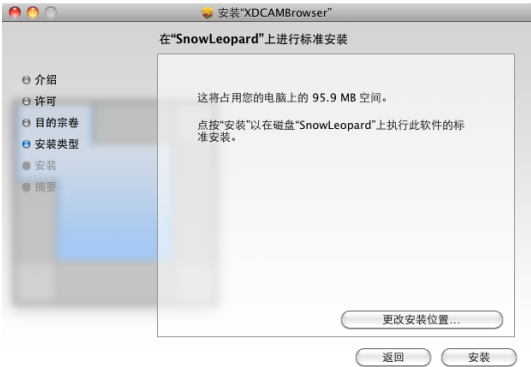 安装“XDCAMBrowser”
在“SnowLeopard”上进行标准安装
介绍
许可
目的宗卷
安装类型
安装
摘要
这将占用您的电脑上的 95.9 MB 空间。
点按“安装”以在磁盘“SnowLeopard”上执行此软件的标
准安装。
更改安装位置...
返回
安装